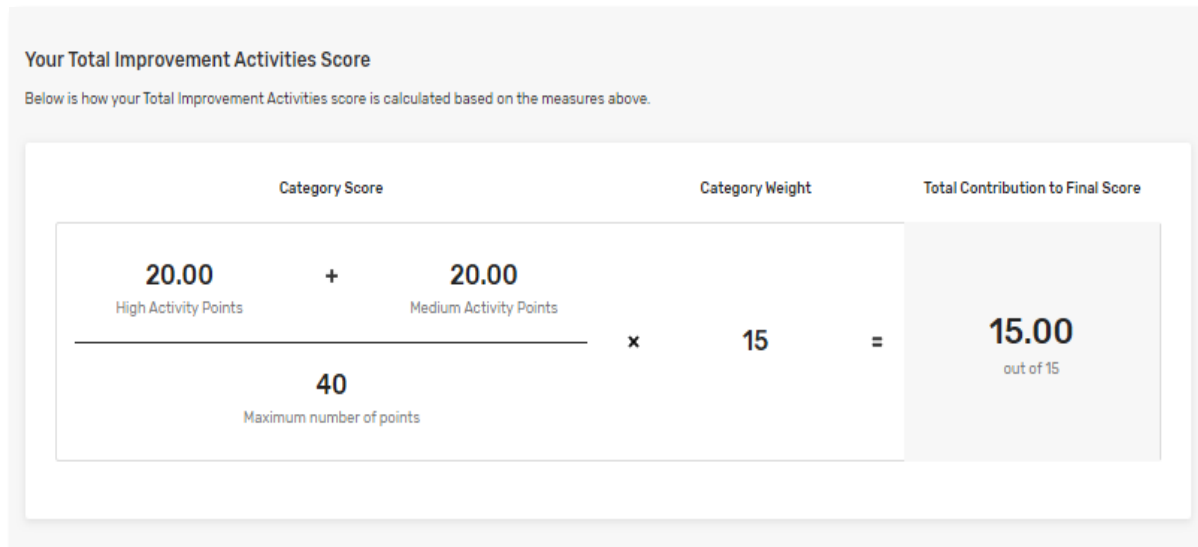 Your Total Improvement Activities Score
Below is how your Total Improvement Activities score is calculated based on the measures above.
Category Score
Category Weight
Total Contribution to Final Score
20.00 + 20.00
High Activity Points
Medium Activity Points
40
Maximum number of points
× 15 =
15.00
out of 15